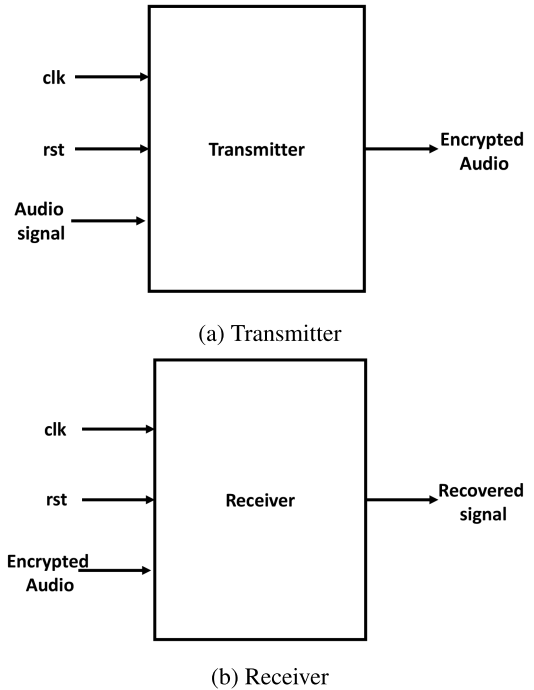 clk
rst
Audio
signal
Transmitter
Encrypted
Audio
(a) Transmitter
clk
rst
Encrypted
Audio
Receiver
Recovered
signal
(b) Receiver